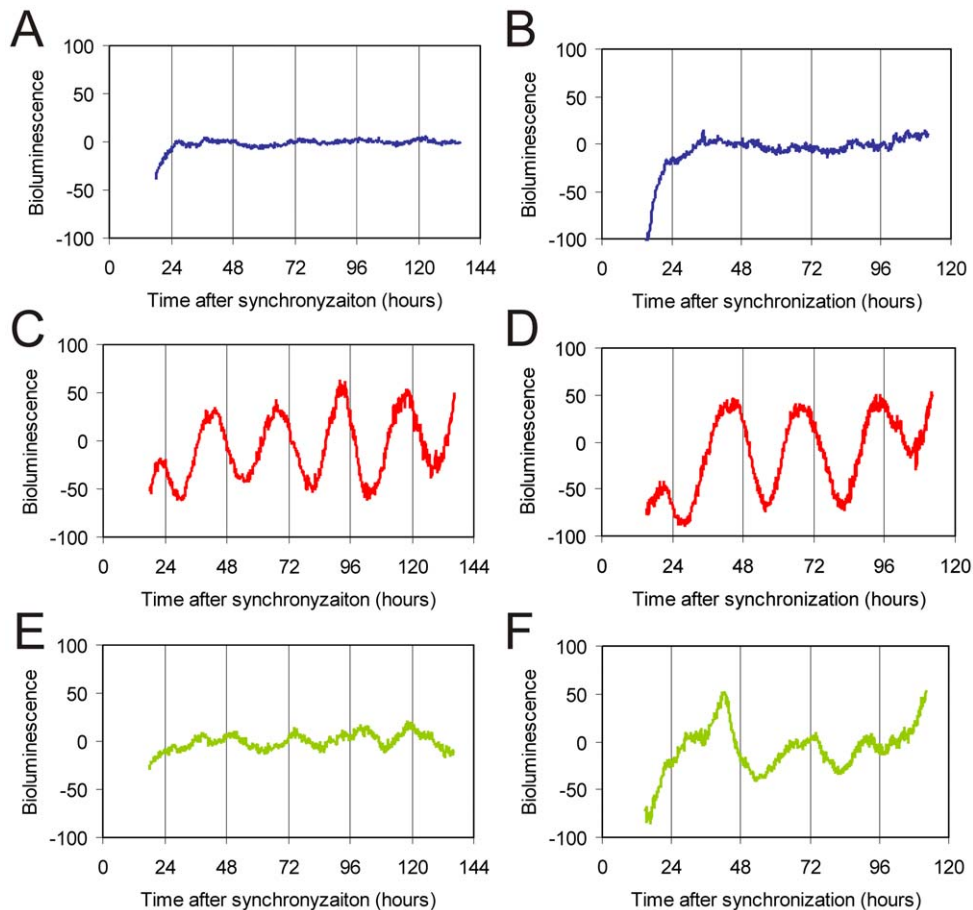 A
B
100
50
0
-50
-100
Bioluminescence
0 24 48 72 96 120 144
Time after synchronyzaiton (hours)
100
50
0
-50
-100
Bioluminescence
0 24 48 72 96 120
Time after synchronization (hours)
C
D
100
50
0
-50
-100
Bioluminescence
0 24 48 72 96 120 144
Time after synchronyzaiton (hours)
100
50
0
-50
-100
Bioluminescence
0 24 48 72 96 120
Time after synchronization (hours)
E
F
100
50
0
-50
-100
Bioluminescence
0 24 48 72 96 120 144
Time after synchronyzaiton (hours)
100
50
0
-50
-100
Bioluminescence
0 24 48 72 96 120
Time after synchronization (hours)